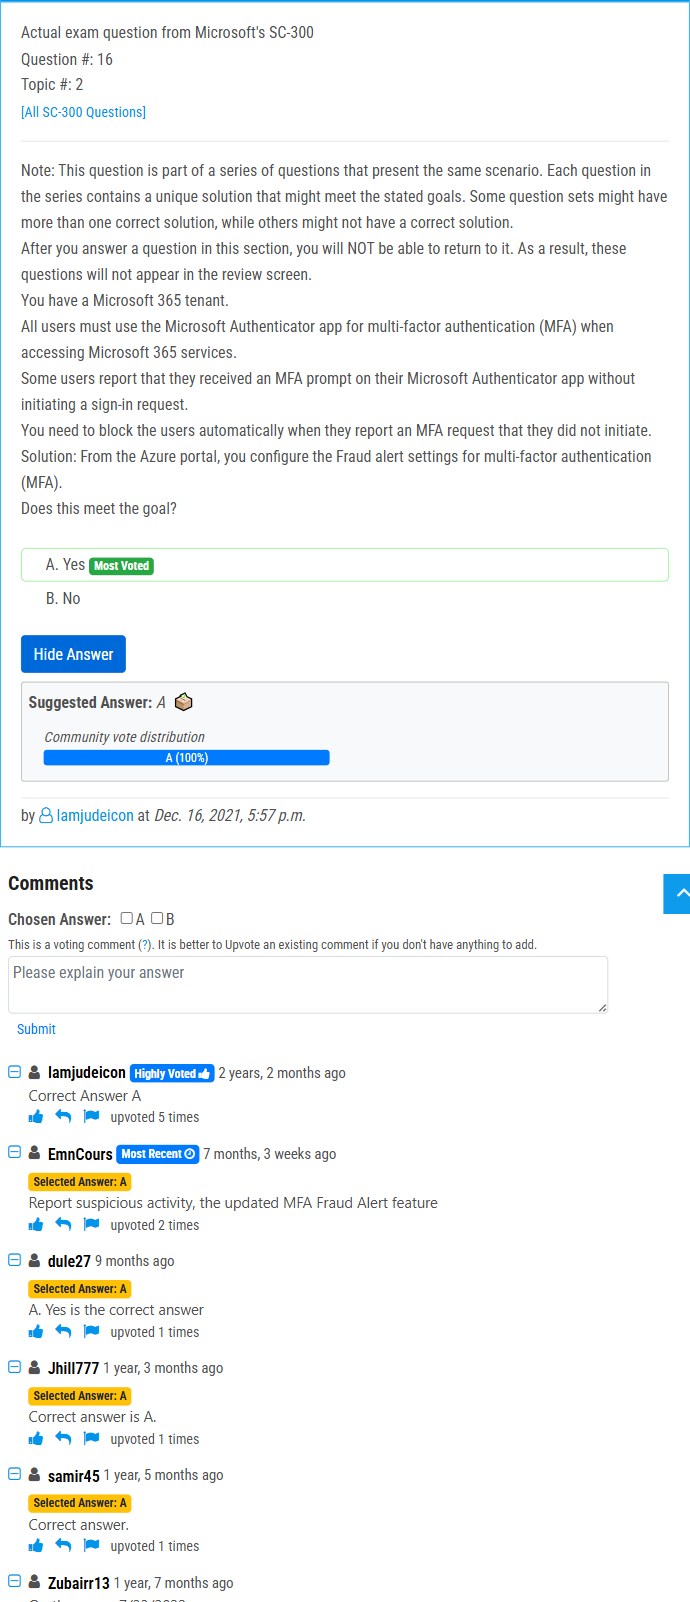 Actual exam question from Microsoft's SC-300
Question #: 16
Topic #: 2
[All SC-300 Questions]
Note: This question is part of a series of questions that present the same scenario. Each question in
the series contains a unique solution that might meet the stated goals. Some question sets might have
more than one correct solution, while others might not have a correct solution.
After you answer a question in this section, you will NOT be able to return to it. As a result, these
questions will not appear in the review screen.
You have a Microsoft 365 tenant.
All users must use the Microsoft Authenticator app for multi-factor authentication (MFA) when
accessing Microsoft 365 services.
Some users report that they received an MFA prompt on their Microsoft Authenticator app without
initiating a sign-in request.
You need to block the users automatically when they report an MFA request that they did not initiate.
Solution: From the Azure portal, you configure the Fraud alert settings for multi-factor authentication
(MFA).
Does this meet the goal?
A. Yes Most Voted
B. No
Hide Answer
Suggested Answer: A
Community vote distribution
A (100%)
by Iamjudeicon at Dec. 16, 2021, 5:57 p.m.
Comments
Chosen Answer: A B
This is a voting comment (?). It is better to Upvote an existing comment if you don't have anything to add.
Please explain your answer
Submit
Iamjudeicon Highly Voted 2 years, 2 months ago
Correct Answer A
upvoted 5 times
EmnCours Most Recent 7 months, 3 weeks ago
Selected Answer: A
Report suspicious activity, the updated MFA Fraud Alert feature
upvoted 2 times
dule27 9 months ago
Selected Answer: A
A. Yes is the correct answer
upvoted 1 times
Jhill777 1 year, 3 months ago
Selected Answer: A
Correct answer is A.
upvoted 1 times
samir45 1 year, 5 months ago
Selected Answer: A
Correct answer.
upvoted 1 times
Zubairr13 1 year, 7 months ago